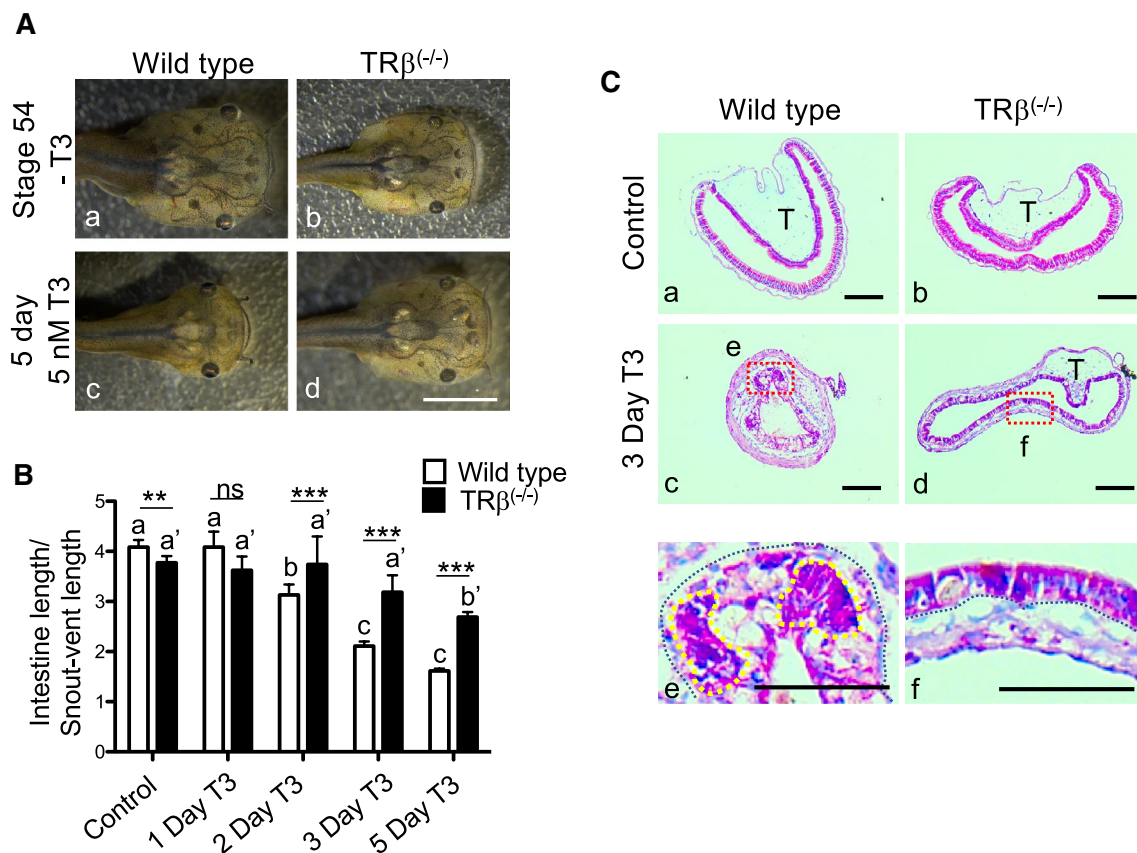 A
Wild type TRβ(-/-)
Stage 54
- T3
a b
5 day
5 nM T3
c d
B
Wild type
TRβ(-/-)
Intestine length/
Snout-vent length
5
4
3
2
1
0
** ns *** *** ***
a a' a a' b a' c a' c b'
Control
1 Day T3
2 Day T3
3 Day T3
5 Day T3
C
Wild type TRβ(-/-)
Control
T T
a b
3 Day T3
e T
f
c d
e f